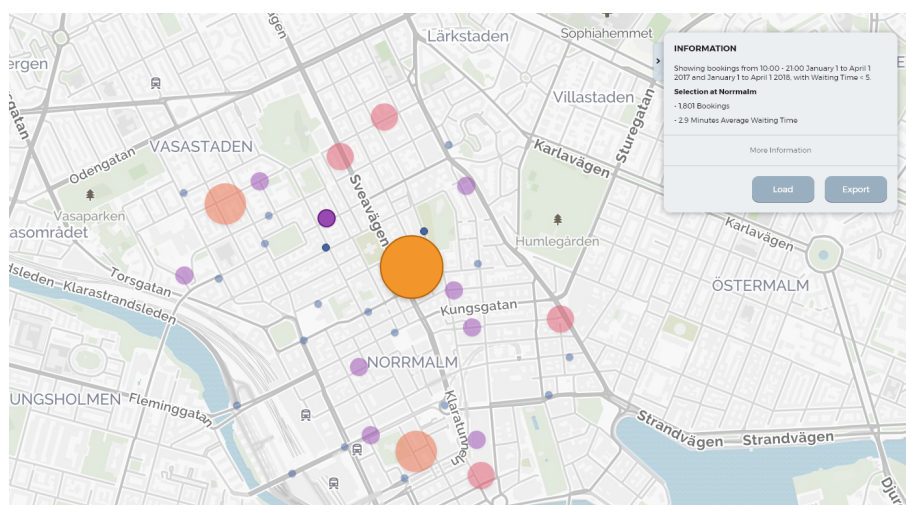 Lärkstaden
Sophiahemmet
ergen
Villastaden
Sturegatan
Odengatan
VASASTADEN
Karlavägen
Sveavägen
Vasaparken
asområdet
Humlegården
Karlavägen
Torsgatan
dsleden
Klarastrandsleden
ÖSTERMALM
Kungsgatan
NORRMALM
UNGSHOLMEN
Fleminggatan
Klaratunneln
Strandvägen
Strandvägen
Djur
INFORMATION
Showing bookings from 10:00 - 21:00 January 1 to April 1
2017 and January 1 to April 1 2018, with Waiting Time < 5.
Selection at Norrmalm
- 1.801 Bookings
- 2.9 Minutes Average Waiting Time
More Information
Load
Export